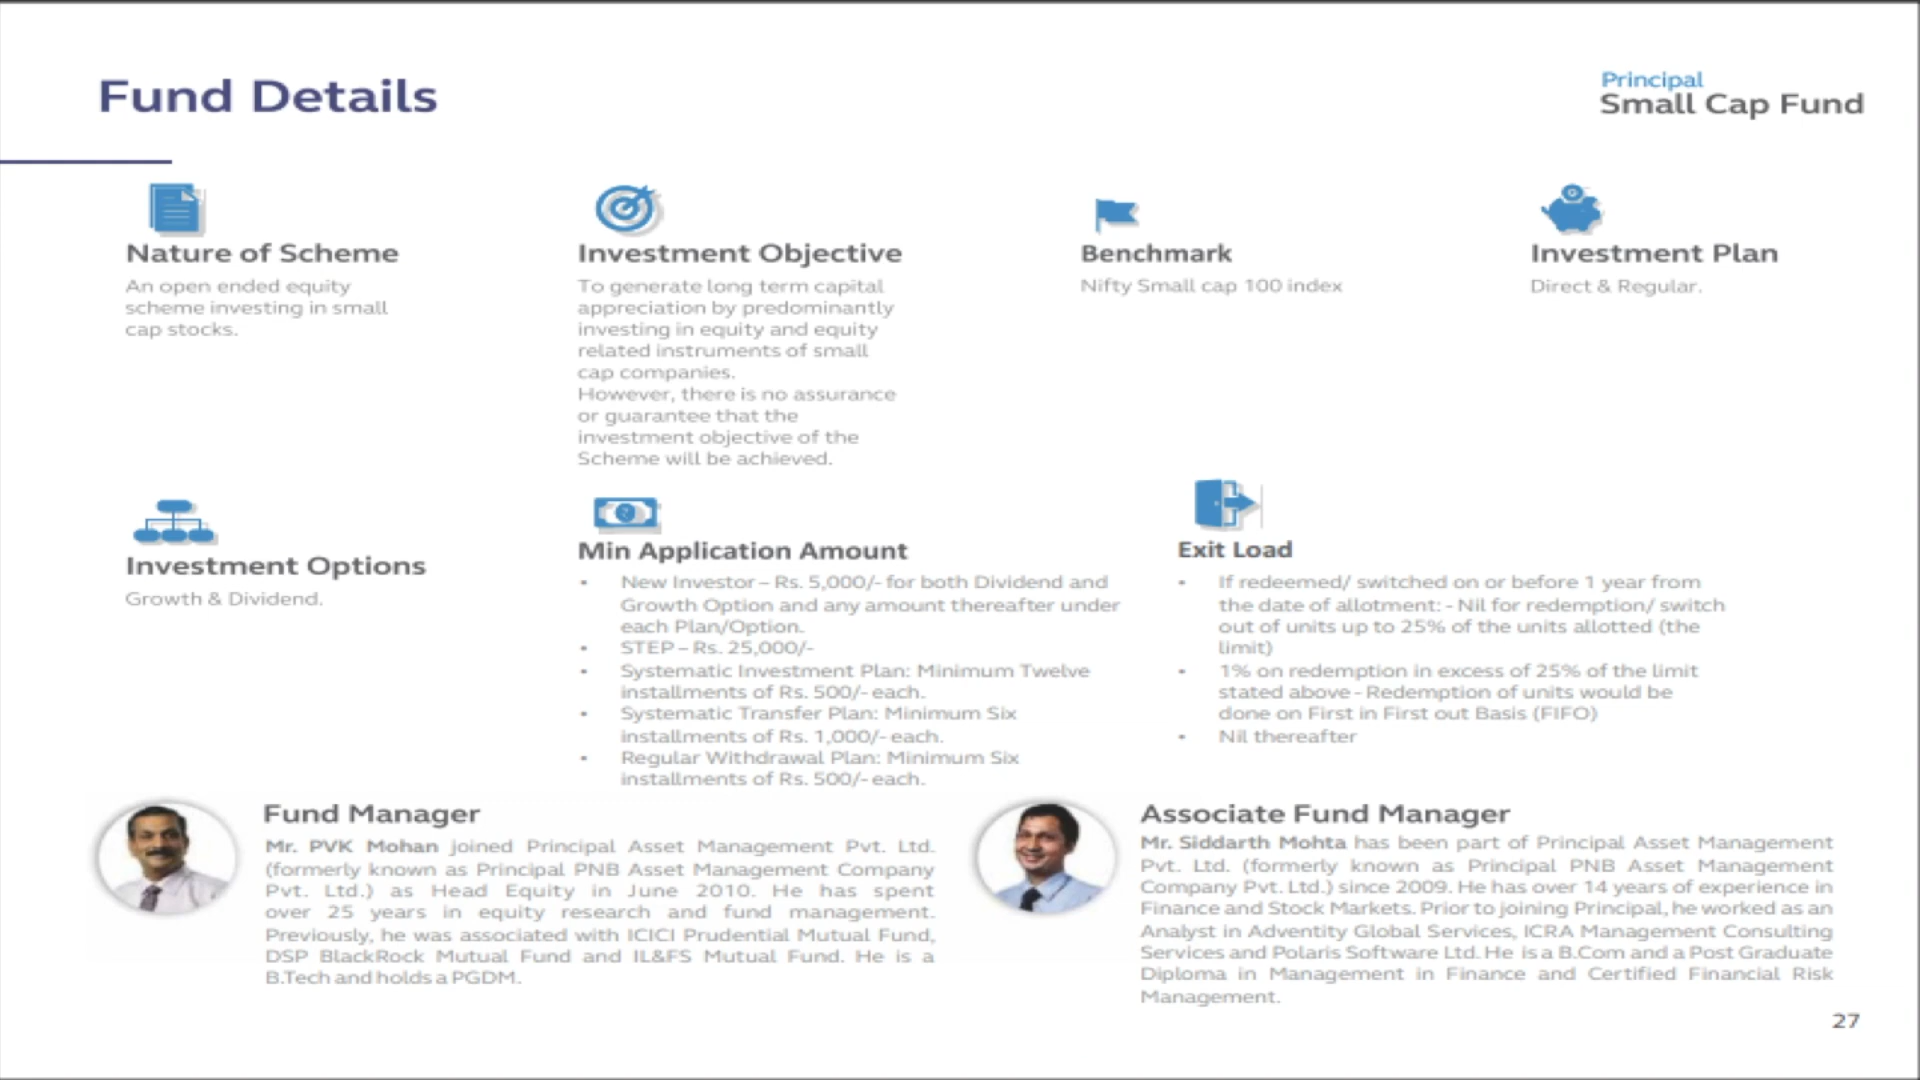 Fund Details
Principal
Small Cap Fund
Nature of Scheme
An open ended equity
scheme investing in small
cap stocks.
Investment Objective
To generate long term capital
appreciation by predominantly
investing in equity and equity
related instruments of small
cap companies.
However, there is no assurance
or guarantee that the
investment objective of the
Scheme will be achieved.
Benchmark
Nifty Small cap 100 index
Investment Plan
Direct & Regular.
Investment Options
Growth & Dividend.
Min Application Amount
• New Investor – Rs. 5,000/- for both Dividend and
Growth Option and any amount thereafter under
each Plan/Option.
• STEP – Rs. 25,000/-
• Systematic Investment Plan: Minimum Twelve
installments of Rs. 500/- each.
• Systematic Transfer Plan: Minimum Six
installments of Rs. 1,000/- each.
• Regular Withdrawal Plan: Minimum Six
installments of Rs. 500/- each.
Exit Load
• If redeemed/ switched on or before 1 year from
the date of allotment: - Nil for redemption/ switch
out of units up to 25% of the units allotted (the
limit)
• 1% on redemption in excess of 25% of the limit
stated above - Redemption of units would be
done on First in First out Basis (FIFO)
• Nil thereafter
Fund Manager
Mr. PVK Mohan joined Principal Asset Management Pvt. Ltd.
(formerly known as Principal PNB Asset Management Company
Pvt. Ltd.) as Head Equity in June 2010. He has spent
over 25 years in equity research and fund management.
Previously, he was associated with ICICI Prudential Mutual Fund,
DSP BlackRock Mutual Fund and IL&FS Mutual Fund. He is a
B.Tech and holds a PGDM.
Associate Fund Manager
Mr. Siddarth Mohta has been part of Principal Asset Management
Pvt. Ltd. (formerly known as Principal PNB Asset Management
Company Pvt. Ltd.) since 2009. He has over 14 years of experience in
Finance and Stock Markets. Prior to joining Principal, he worked as an
Analyst in Adventity Global Services, ICRA Management Consulting
Services and Polaris Software Ltd. He is a B.Com and a Post Graduate
Diploma in Management in Finance and Certified Financial Risk
Management.
27